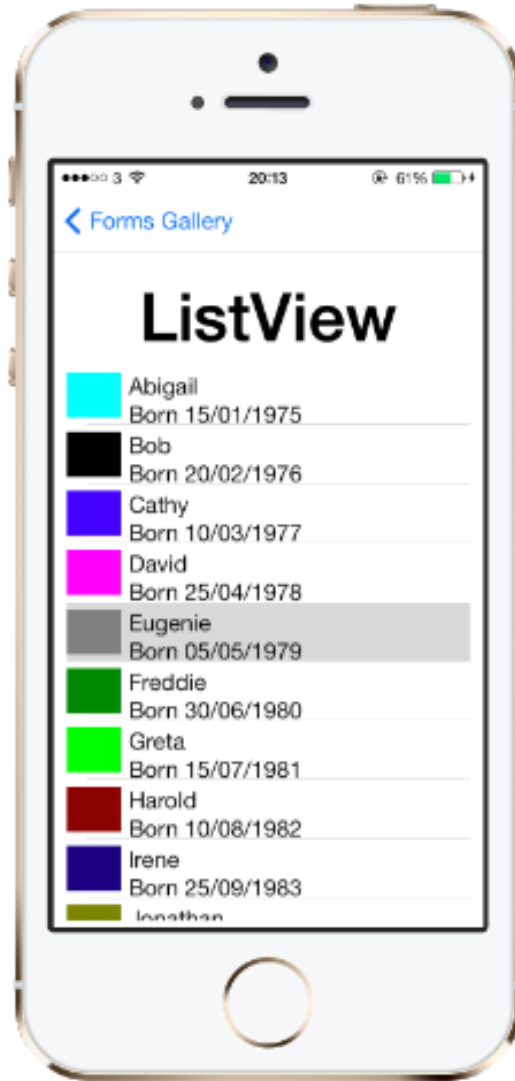 3 20:13 61%
Forms Gallery
ListView
Abigail
Born 15/01/1975
Bob
Born 20/02/1976
Cathy
Born 10/03/1977
David
Born 25/04/1978
Eugenie
Born 05/05/1979
Freddie
Born 30/06/1980
Greta
Born 15/07/1981
Harold
Born 10/08/1982
Irene
Born 25/09/1983
Jonathan